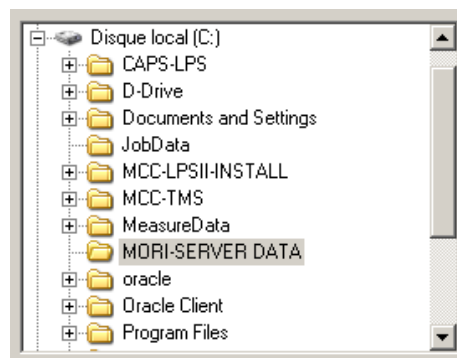 Disque local (C:)
CAPS-LPS
D-Drive
Documents and Settings
JobData
MCC-LPSII-INSTALL
MCC-TMS
MeasureData
MORI-SERVER DATA
oracle
Oracle Client
Program Files